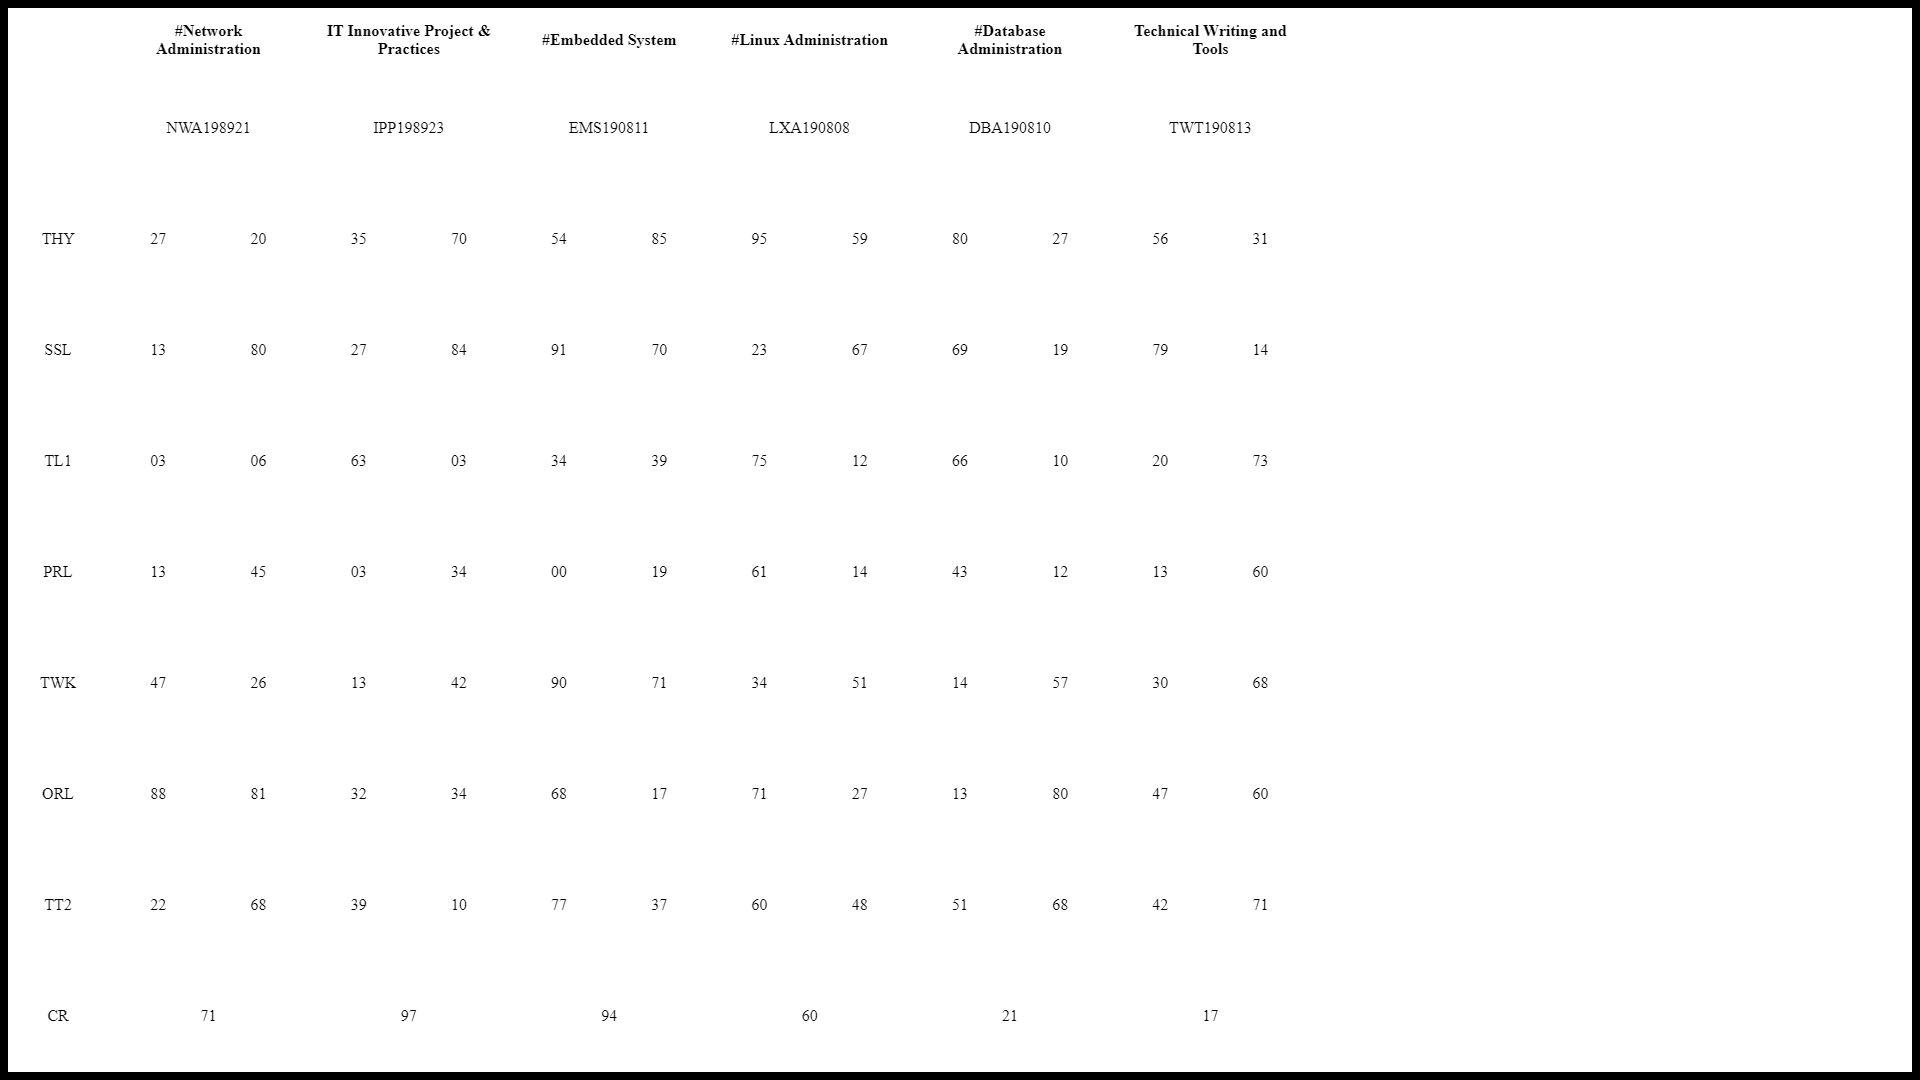 #Network Administration IT Innovative Project & Practices #Embedded System #Linux Administration #Database Administration Technical Writing and Tools
NWA198921 IPP198923 EMS190811 LXA190808 DBA190810 TWT190813
THY 27 20 35 70 54 85 95 59 80 27 56 31
SSL 13 80 27 84 91 70 23 67 69 19 79 14
TL1 03 06 63 03 34 39 75 12 66 10 20 73
PRL 13 45 03 34 00 19 61 14 43 12 13 60
TWK 47 26 13 42 90 71 34 51 14 57 30 68
ORL 88 81 32 34 68 17 71 27 13 80 47 60
TT2 22 68 39 10 77 37 60 48 51 68 42 71
CR 71 97 94 60 21 17